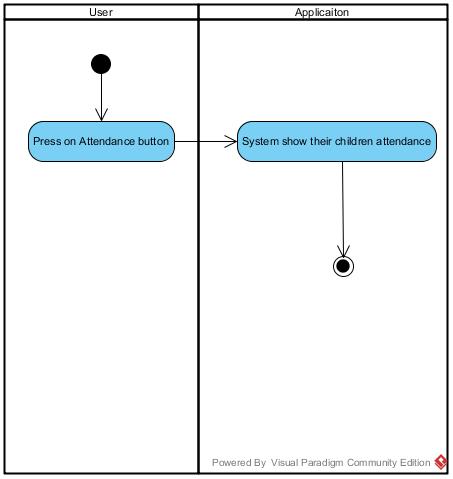 User
Applicaiton
Press on Attendance button
System show their children attendance
Powered By Visual Paradigm Community Edition